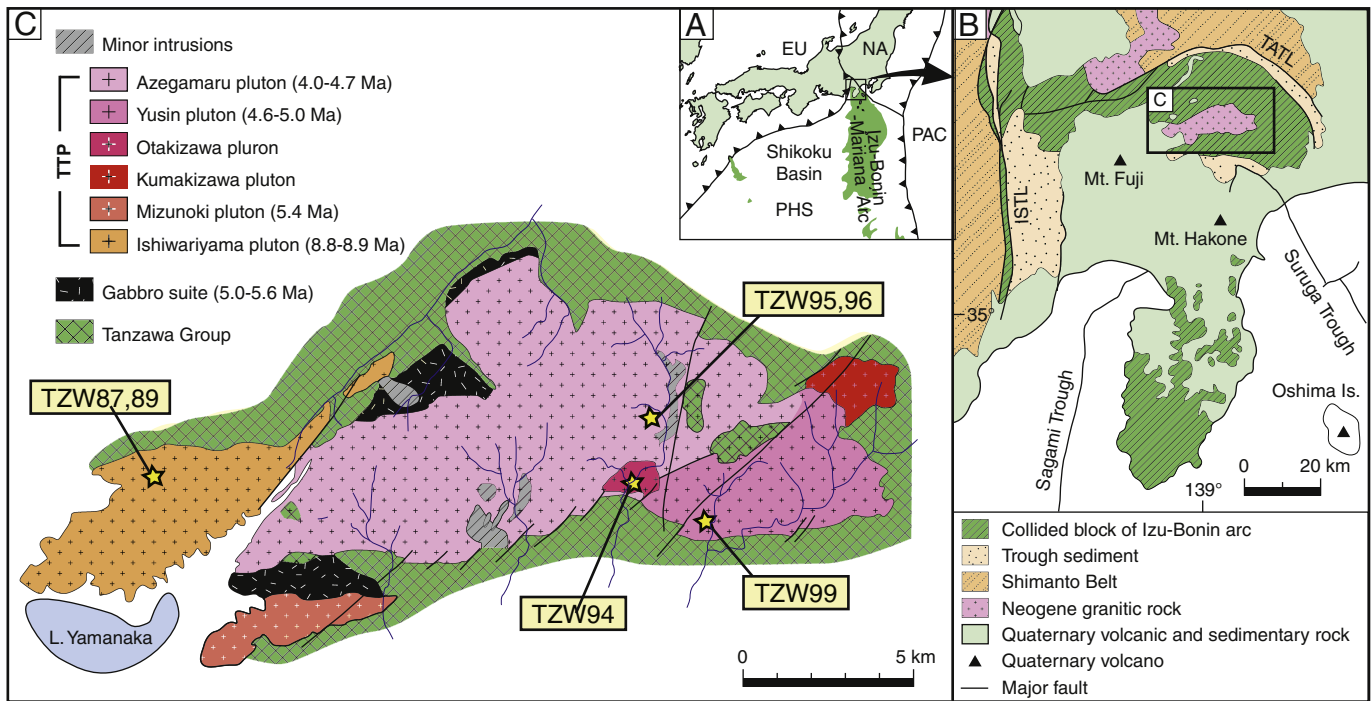 C
Minor intrusions
TTP
Azegamaru pluton (4.0-4.7 Ma)
Yusin pluton (4.6-5.0 Ma)
Otakizawa pluron
Kumakizawa pluton
Mizunoki pluton (5.4 Ma)
Ishiwariyama pluton (8.8-8.9 Ma)
Gabbro suite (5.0-5.6 Ma)
Tanzawa Group
TZW87,89
TZW95,96
TZW94
TZW99
L. Yamanaka
0 5 km
A
EU
NA
PAC
Shikoku
Basin
PHS
Izu-Bonin
-Mariana Arc
B
TATL
C
ISTL
Mt. Fuji
Mt. Hakone
Suruga Trough
Sagami Trough
Oshima Is.
35°
139°
0 20 km
Collided block of Izu-Bonin arc
Trough sediment
Shimanto Belt
Neogene granitic rock
Quaternary volcanic and sedimentary rock
Quaternary volcano
Major fault